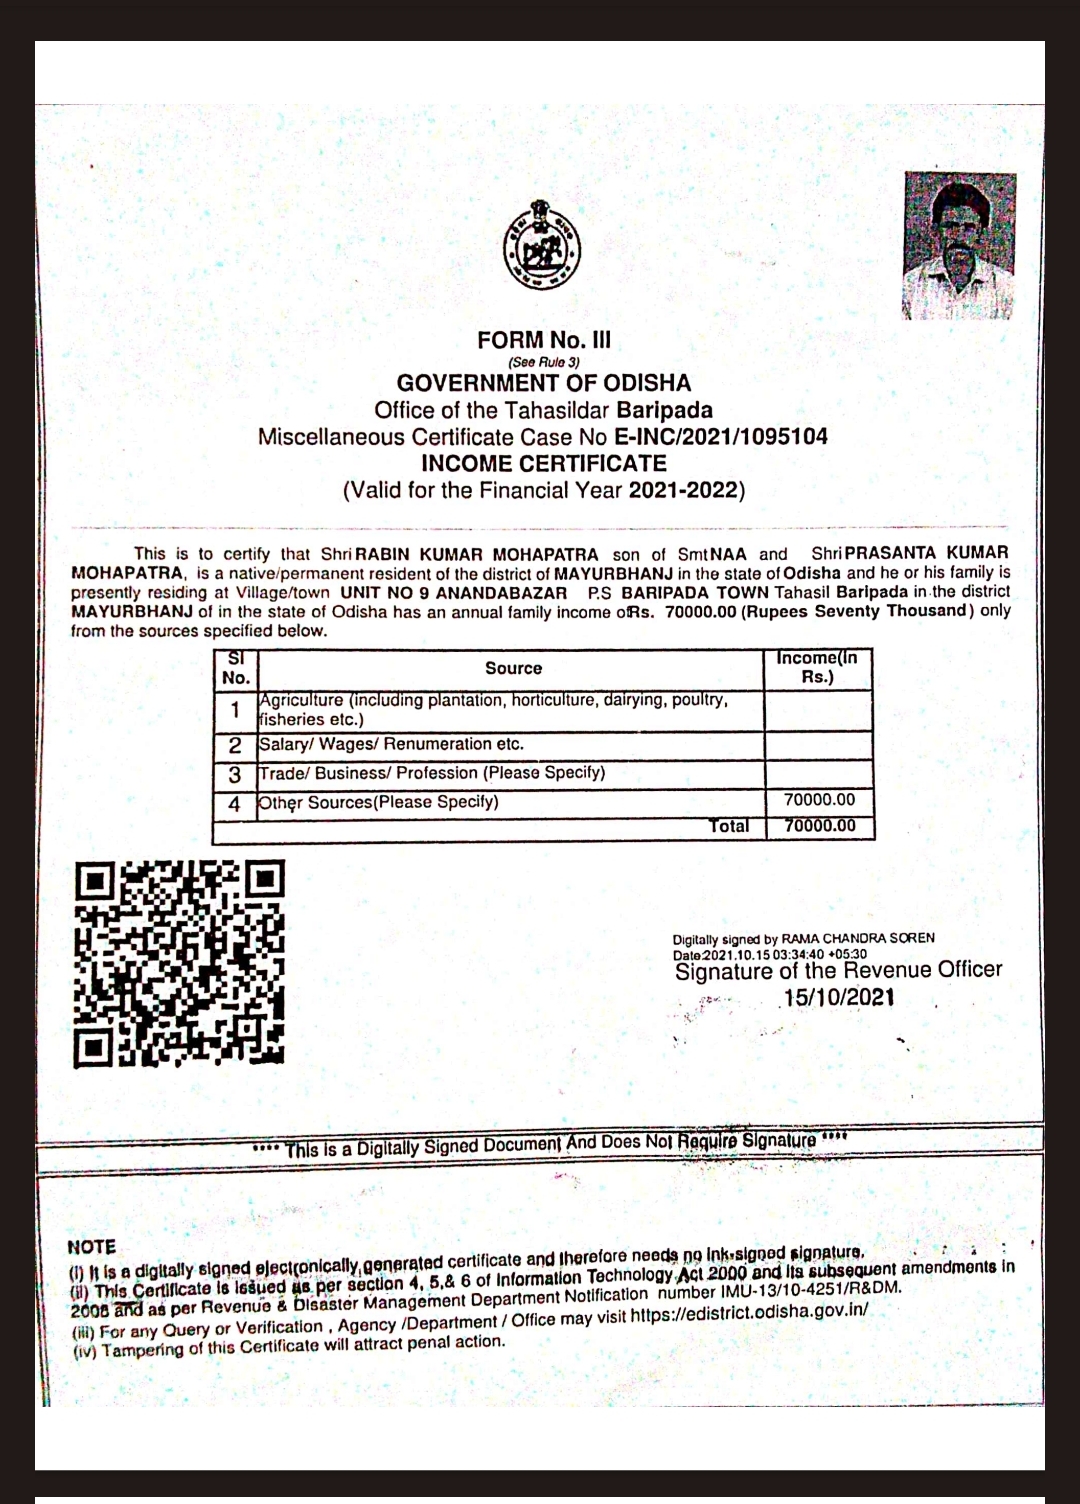 FORM No. III
(See Rule 3)
GOVERNMENT OF ODISHA
Office of the Tahasildar Baripada
Miscellaneous Certificate Case No E-INC/2021/1095104
INCOME CERTIFICATE
(Valid for the Financial Year 2021-2022)
This is to certify that Shri RABIN KUMAR MOHAPATRA son of Smt NAA and Shri PRASANTA KUMAR
MOHAPATRA, is a native/permanent resident of the district of MAYURBHANJ in the state of Odisha and he or his family is
presently residing at Village/town UNIT NO 9 ANANDABAZAR P.S BARIPADA TOWN Tahasil Baripada in the district
MAYURBHANJ of in the state of Odisha has an annual family income ofRs. 70000.00 (Rupees Seventy Thousand) only
from the sources specified below.
Sl No. Source Income(In Rs.)
1 Agriculture (including plantation, horticulture, dairying, poultry,
fisheries etc.)
2 Salary/ Wages/ Renumeration etc.
3 Trade/ Business/ Profession (Please Specify)
4 Other Sources(Please Specify) 70000.00
Total 70000.00
Digitally signed by RAMA CHANDRA SOREN
Date:2021.10.15 03:34:40 +05:30
Signature of the Revenue Officer
15/10/2021
**** This is a Digitally Signed Document And Does Not Require Signature ****
NOTE
(i) It is a digitally signed electronically generated certificate and therefore needs no ink-signed signature.
(ii) This Certificate is issued as per section 4, 5,& 6 of Information Technology Act 2000 and its subsequent amendments in
2008 and as per Revenue & Disaster Management Department Notification number IMU-13/10-4251/R&DM.
(iii) For any Query or Verification , Agency /Department / Office may visit https://edistrict.odisha.gov.in/
(iv) Tampering of this Certificate will attract penal action.